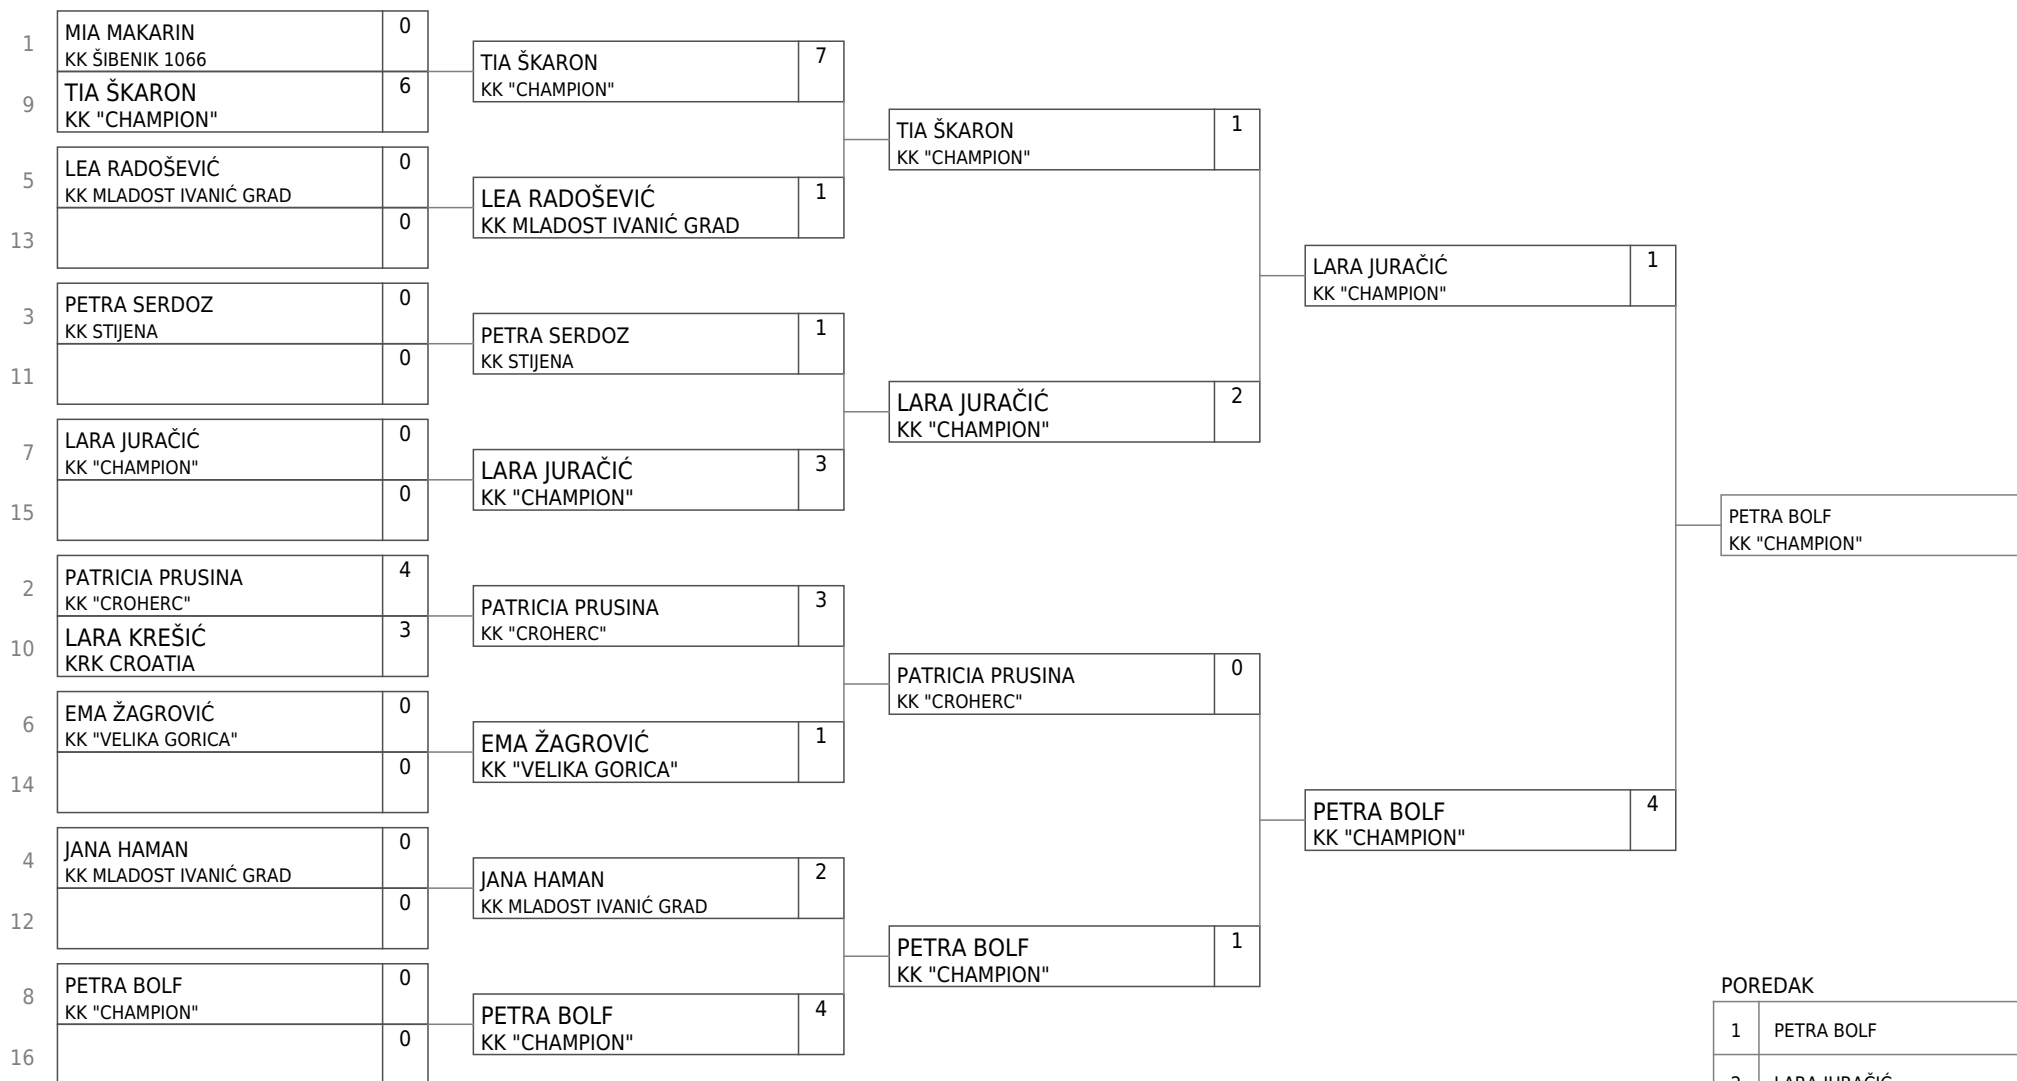 1
MIA MAKARIN
KK ŠIBENIK 1066
0
9
TIA ŠKARON
KK "CHAMPION"
6
5
LEA RADOŠEVIĆ
KK MLADOST IVANIĆ GRAD
0
13
0
3
PETRA SERDOZ
KK STIJENA
0
11
0
7
LARA JURAČIĆ
KK "CHAMPION"
0
15
0
2
PATRICIA PRUSINA
KK "CROHERC"
4
10
LARA KREŠIĆ
KRK CROATIA
3
6
EMA ŽAGROVIĆ
KK "VELIKA GORICA"
0
14
0
4
JANA HAMAN
KK MLADOST IVANIĆ GRAD
0
12
0
8
PETRA BOLF
KK "CHAMPION"
0
16
0
TIA ŠKARON
KK "CHAMPION"
7
LEA RADOŠEVIĆ
KK MLADOST IVANIĆ GRAD
1
PETRA SERDOZ
KK STIJENA
1
LARA JURAČIĆ
KK "CHAMPION"
3
PATRICIA PRUSINA
KK "CROHERC"
3
EMA ŽAGROVIĆ
KK "VELIKA GORICA"
1
JANA HAMAN
KK MLADOST IVANIĆ GRAD
2
PETRA BOLF
KK "CHAMPION"
4
TIA ŠKARON
KK "CHAMPION"
1
LARA JURAČIĆ
KK "CHAMPION"
2
PATRICIA PRUSINA
KK "CROHERC"
0
PETRA BOLF
KK "CHAMPION"
1
LARA JURAČIĆ
KK "CHAMPION"
1
PETRA BOLF
KK "CHAMPION"
4
PETRA BOLF
KK "CHAMPION"
POREDAK
1 PETRA BOLF
2 LARA JURAČIĆ